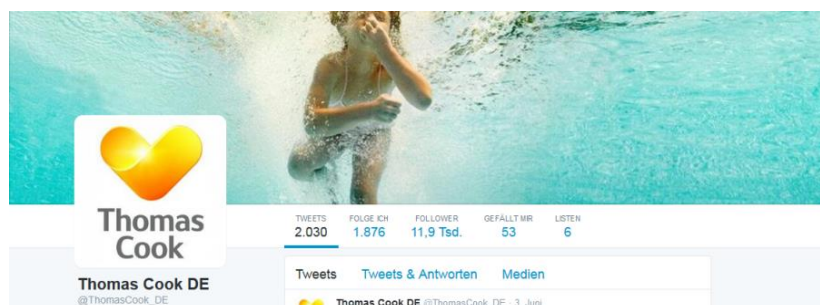 Thomas
Cook
Thomas Cook DE
@ThomasCook_DE
TWEETS FOLGE ICH FOLLOWER GEFÄLLT MIR LISTEN
2.030 1.876 11,9 Tsd. 53 6
Tweets Tweets & Antworten Medien
Thomas Cook DE @ThomasCook_DE · 3. Juni